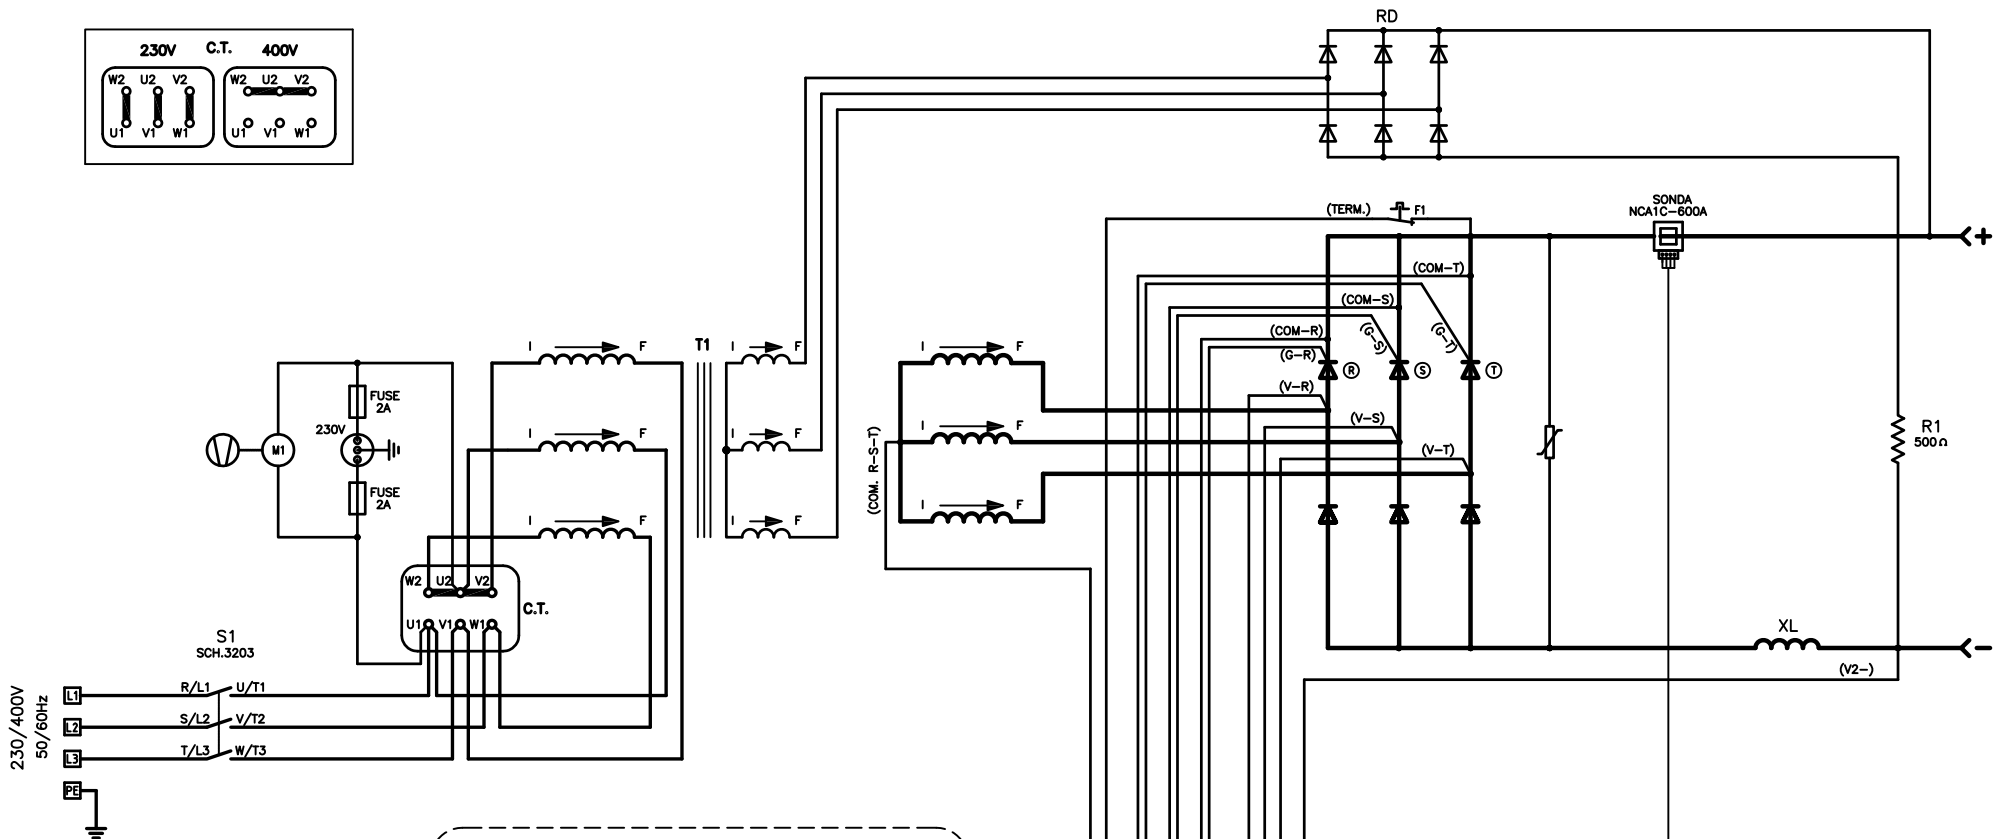 RD
230V C.T. 400V
W2 U2 V2 W2 U2 V2
U1 V1 W1 U1 V1 W1
SONDA
NCA1C-600A
(TERM.) F1
(COM-T)
(COM-S)
(COM-R) (G-S) (G-T)
(G-R)
I F T1 I F I F
R S T
FUSE
2A
(V-R)
230V
M1
I F I F I F
(V-S)
R1
500Ω
(V-T)
(COM. R-S-T)
FUSE
2A
I F I F I F
W2 U2 V2
C.T.
U1 V1 W1
S1
SCH.3203
XL
(V2-)
230/400V
50/60Hz
L1 R/L1 U/T1
L2 S/L2 V/T2
L3 T/L3 W/T3
PE
+
-